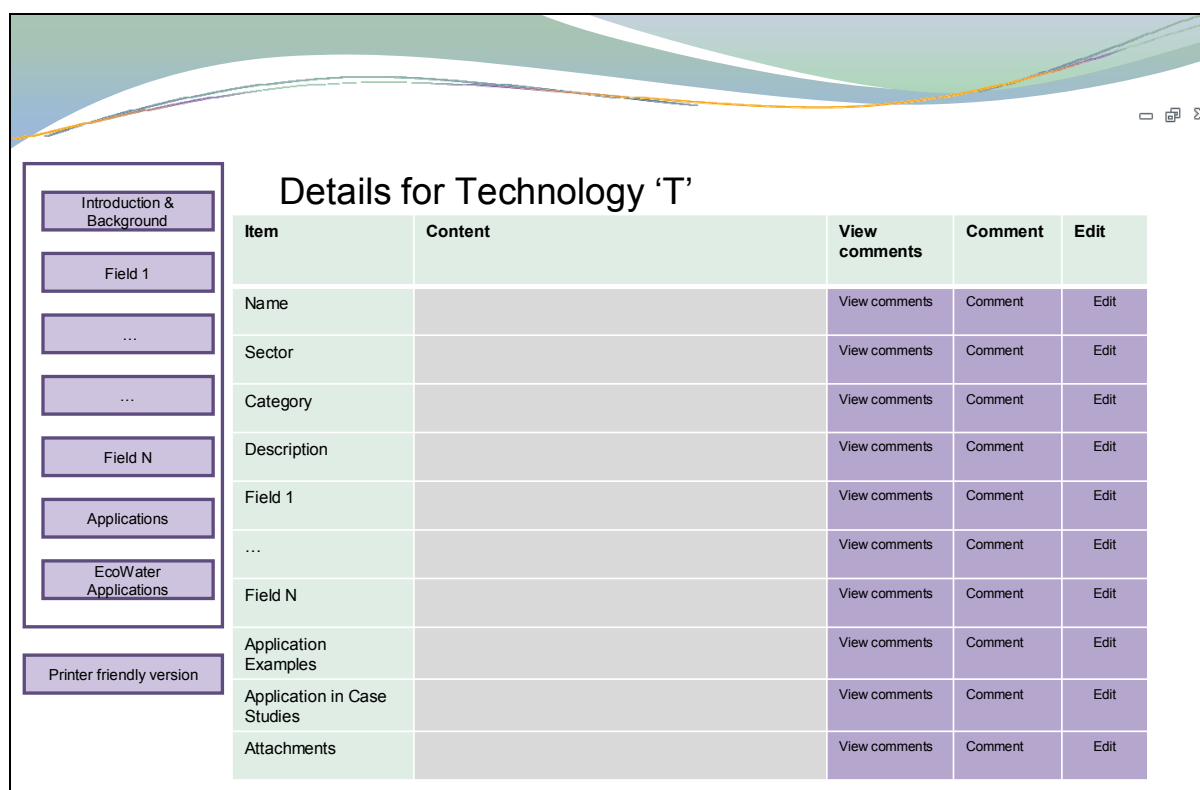 Details for Technology ‘T’
Introduction &
Background
Field 1
…
…
Field N
Applications
EcoWater
Applications
Printer friendly version
Item Content View comments Comment Edit
Name View comments Comment Edit
Sector View comments Comment Edit
Category View comments Comment Edit
Description View comments Comment Edit
Field 1 View comments Comment Edit
… View comments Comment Edit
Field N View comments Comment Edit
Application Examples View comments Comment Edit
Application in Case Studies View comments Comment Edit
Attachments View comments Comment Edit